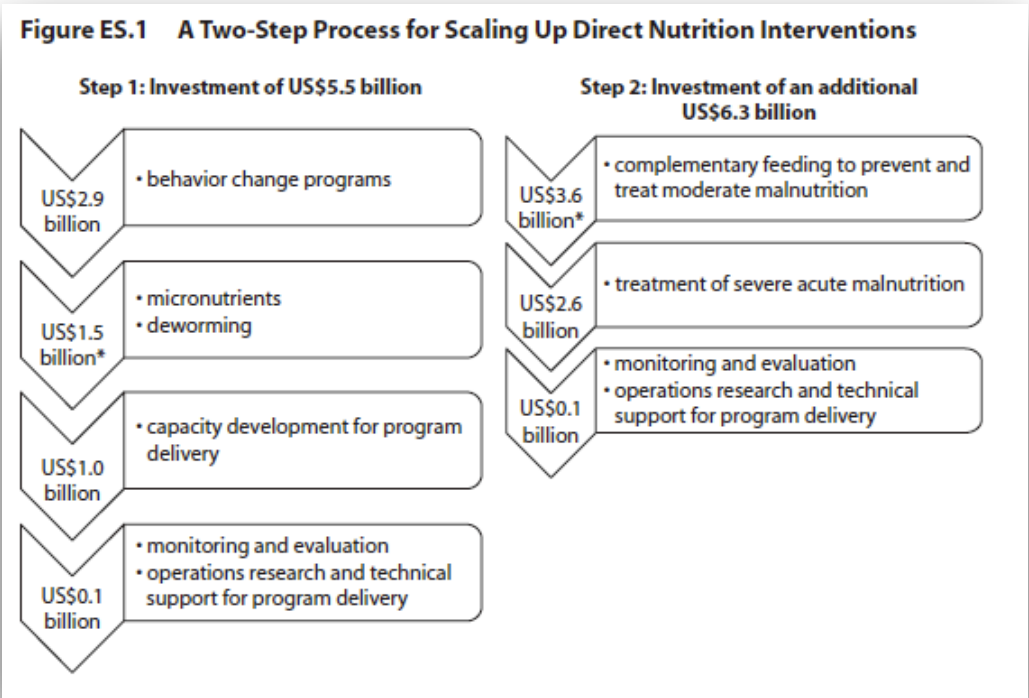 Figure ES.1 A Two-Step Process for Scaling Up Direct Nutrition Interventions
Step 1: Investment of US$5.5 billion
US$2.9
billion
• behavior change programs
US$1.5
billion*
• micronutrients
• deworming
US$1.0
billion
• capacity development for program
delivery
US$0.1
billion
• monitoring and evaluation
• operations research and technical
support for program delivery
Step 2: Investment of an additional
US$6.3 billion
US$3.6
billion*
• complementary feeding to prevent and
treat moderate malnutrition
US$2.6
billion
• treatment of severe acute malnutrition
US$0.1
billion
• monitoring and evaluation
• operations research and technical
support for program delivery